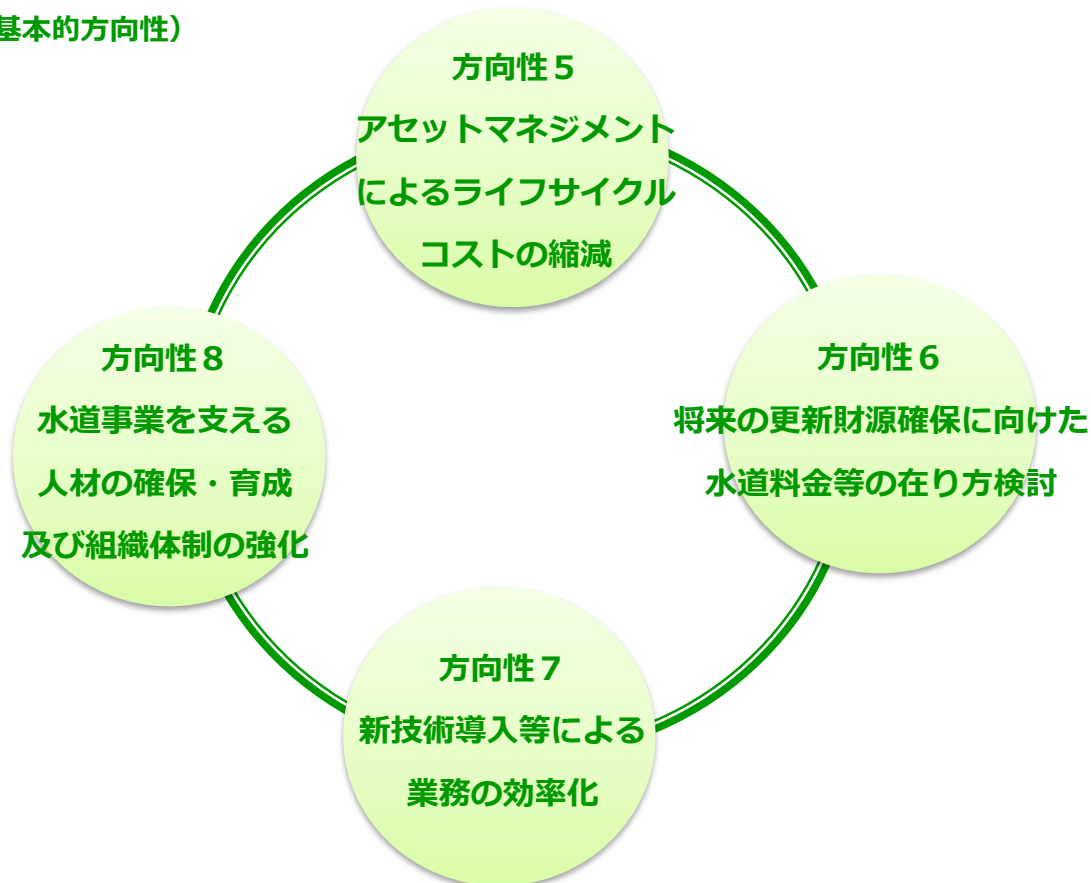 基本的方向性）
方向性５
アセットマネジメント
によるライフサイクル
コストの縮減
方向性６
将来の更新財源確保に向けた
水道料金等の在り方検討
方向性７
新技術導入等による
業務の効率化
方向性８
水道事業を支える
人材の確保・育成
及び組織体制の強化